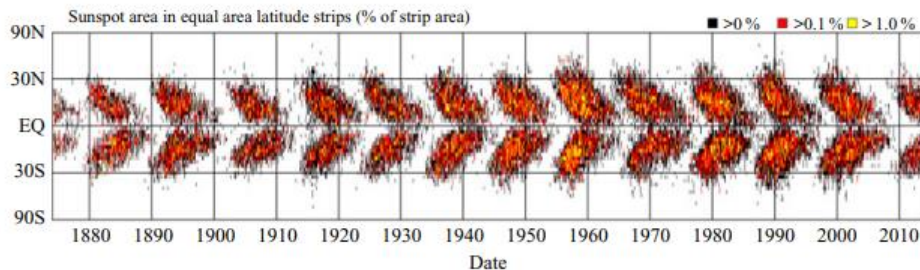 Sunspot area in equal area latitude strips (% of strip area)
>0 % >0.1 % > 1.0 %
90N
30N
EQ
30S
90S
1880 1890 1900 1910 1920 1930 1940 1950 1960 1970 1980 1990 2000 2010
Date